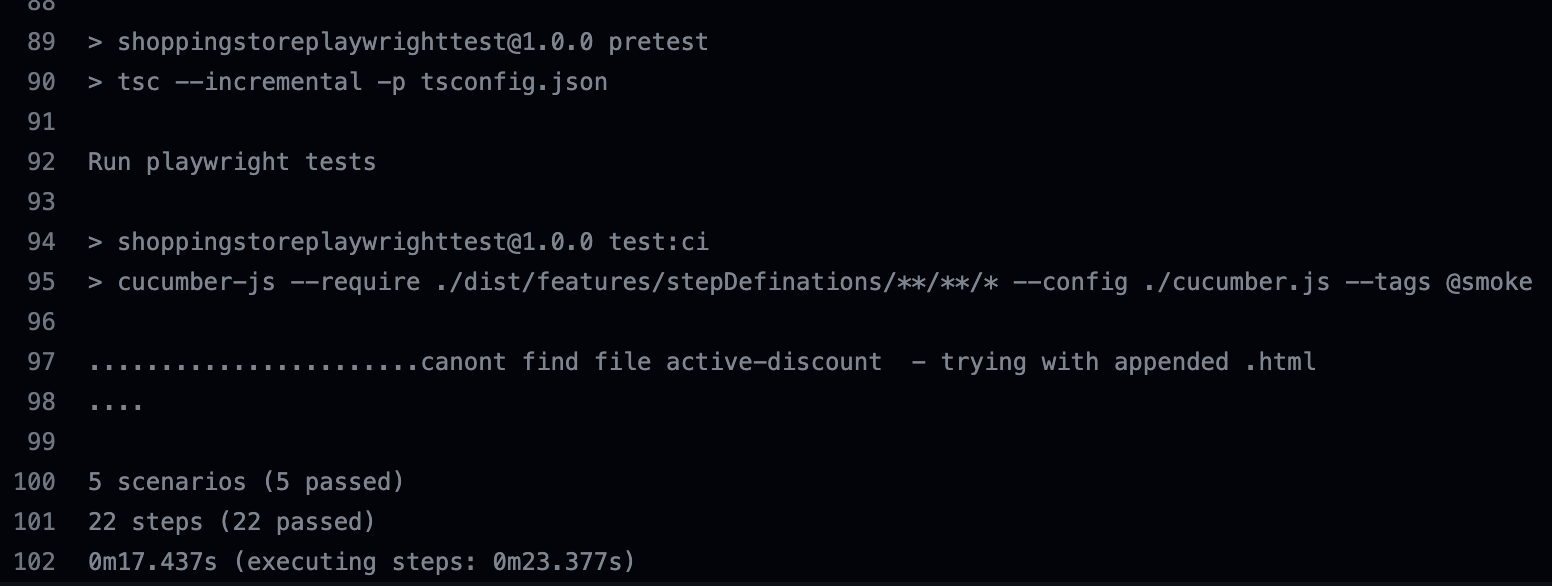 88
89 > shoppingstoreplaywrighttest@1.0.0 pretest
90 > tsc --incremental -p tsconfig.json
91
92 Run playwright tests
93
94 > shoppingstoreplaywrighttest@1.0.0 test:ci
95 > cucumber-js --require ./dist/features/stepDefinations/**/**/* --config ./cucumber.js --tags @smoke
96
97 .......................canont find file active-discount  - trying with appended .html
98 ....
99
100 5 scenarios (5 passed)
101 22 steps (22 passed)
102 0m17.437s (executing steps: 0m23.377s)